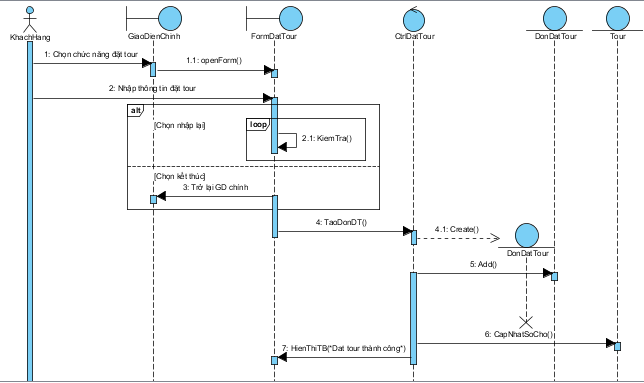 KhachHang
GiaoDienChinh
FormDatTour
CtrlDatTour
DonDatTour
Tour
1: Chọn chức năng đặt tour
1.1: openForm()
2: Nhập thông tin đặt tour
alt
[Chọn nhập lại]
loop
2.1: KiemTra()
[Chọn kết thúc]
3: Trở lại GD chính
4: TaoDonDT()
4.1: Create()
DonDatTour
5: Add()
6: CapNhatSoCho()
7: HienThiTB("Dat tour thành công")